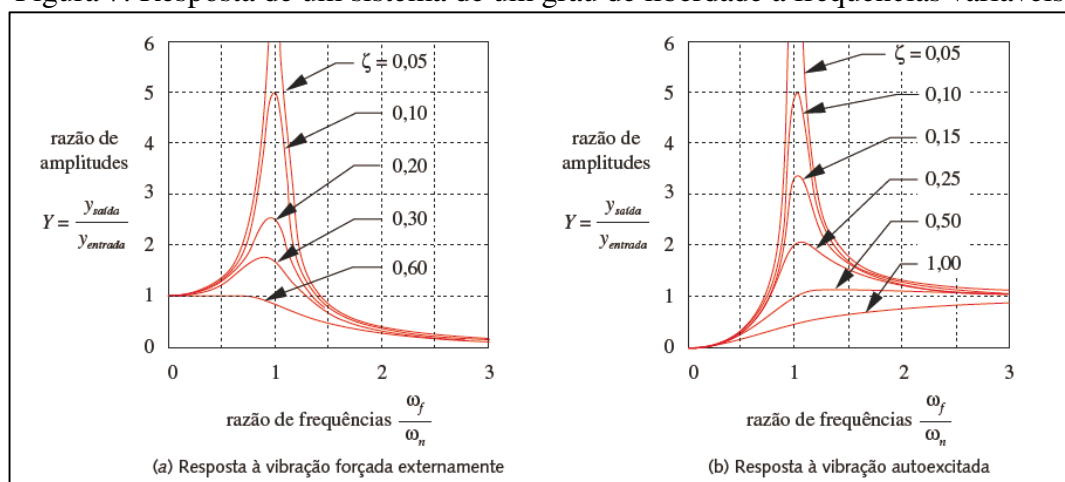 Figura 7: Resposta de um sistema de um grau de liberdade a frequências variáveis
6
5
4
3
2
1
0
razão de
amplitudes
Y = y_saída / y_entrada
ζ = 0,05
0,10
0,20
0,30
0,60
0 1 2 3
razão de frequências ω_f / ω_n
(a) Resposta à vibração forçada externamente
6
5
4
3
2
1
0
razão de
amplitudes
Y = y_saída / y_entrada
ζ = 0,05
0,10
0,15
0,25
0,50
1,00
0 1 2 3
razão de frequências ω_f / ω_n
(b) Resposta à vibração autoexcitada